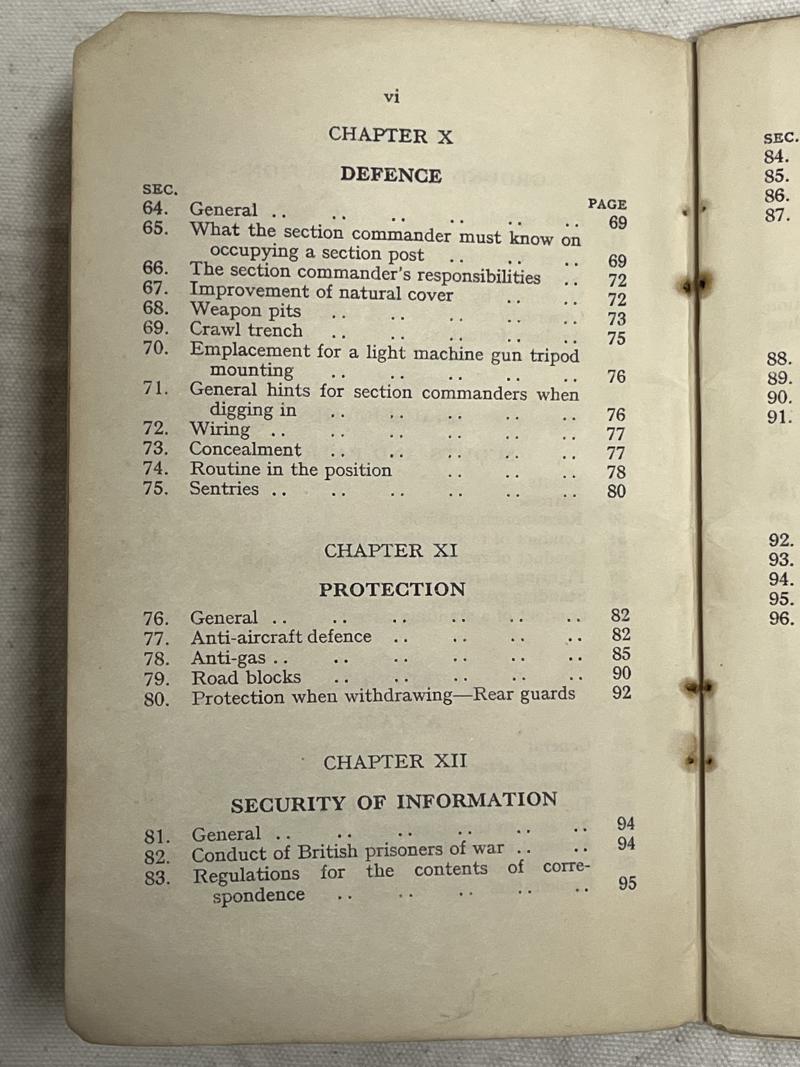 vi
CHAPTER X
DEFENCE
SEC. PAGE
64. General .. .. .. .. .. .. 69
65. What the section commander must know on
occupying a section post .. .. .. 69
66. The section commander's responsibilities .. 72
67. Improvement of natural cover .. .. 72
68. Weapon pits .. .. .. .. .. 73
69. Crawl trench .. .. .. .. .. 75
70. Emplacement for a light machine gun tripod
mounting .. .. .. .. .. 76
71. General hints for section commanders when
digging in .. .. .. .. .. 76
72. Wiring .. .. .. .. .. .. 77
73. Concealment .. .. .. .. .. 77
74. Routine in the position .. .. .. 78
75. Sentries .. .. .. .. .. .. 80
CHAPTER XI
PROTECTION
76. General .. .. .. .. .. .. 82
77. Anti-aircraft defence .. .. .. .. 82
78. Anti-gas .. .. .. .. .. .. 85
79. Road blocks .. .. .. .. .. 90
80. Protection when withdrawing—Rear guards 92
CHAPTER XII
SECURITY OF INFORMATION
81. General .. .. .. .. .. .. 94
82. Conduct of British prisoners of war .. .. 94
83. Regulations for the contents of corre-
spondence .. .. .. .. .. 95
SEC.
84.
85.
86.
87.
88.
89.
90.
91.
92.
93.
94.
95.
96.